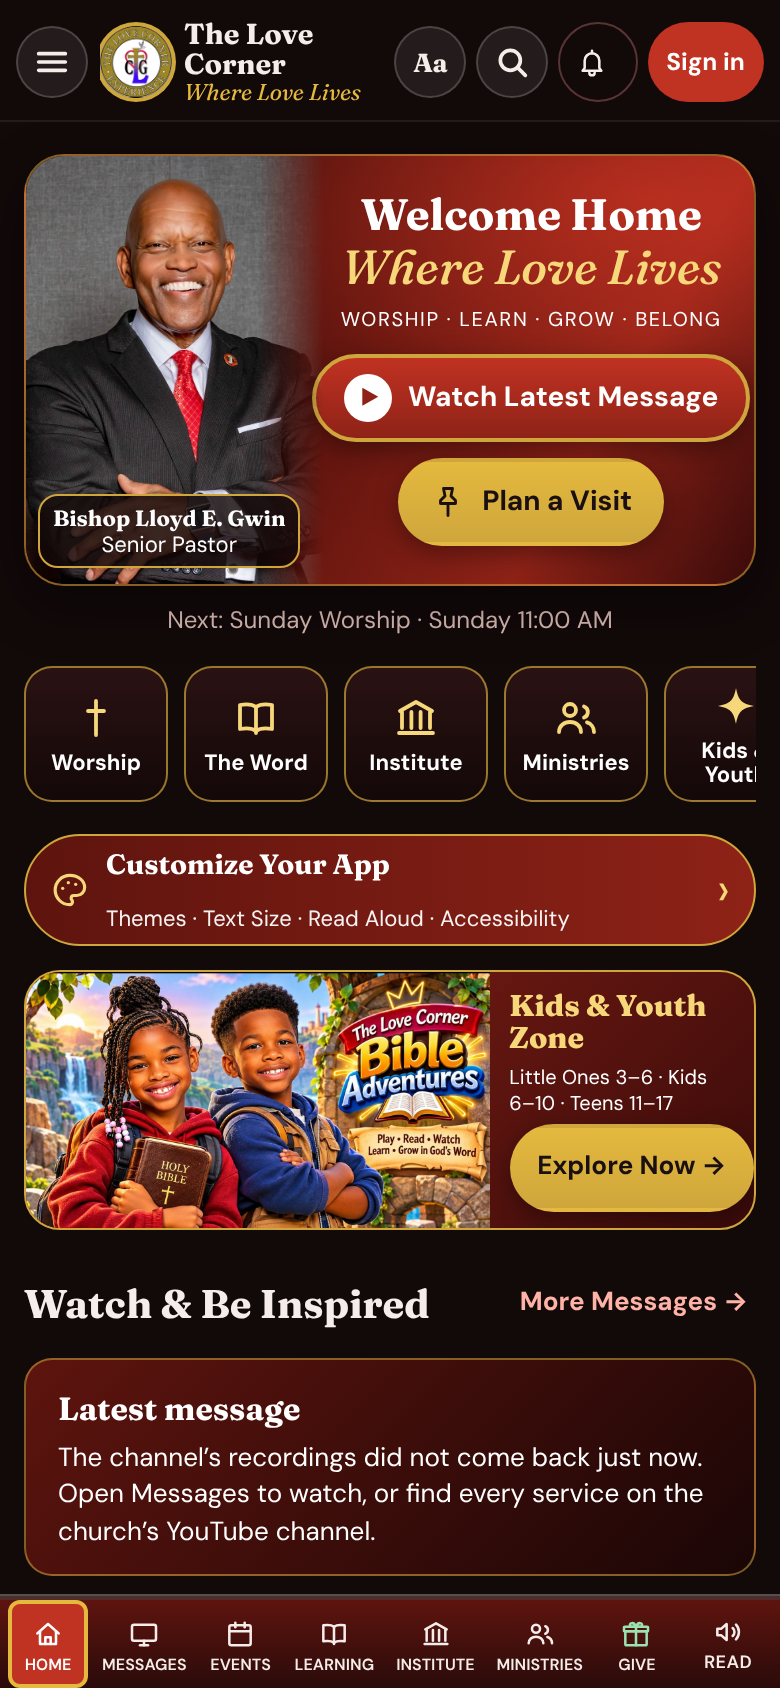 The Love
Corner
Where Love Lives
Aa
Sign in
Welcome Home
Where Love Lives
WORSHIP · LEARN · GROW · BELONG
Watch Latest Message
Plan a Visit
Bishop Lloyd E. Gwin
Senior Pastor
Next: Sunday Worship · Sunday 11:00 AM
Worship
The Word
Institute
Ministries
Kids
Customize Your App
Themes · Text Size · Read Aloud · Accessibility
The Love Corner
Bible
Adventures
Play • Read • Watch
Learn • Grow in God's Word
HOLY
BIBLE
Kids & Youth
Zone
Little Ones 3–6 · Kids
6–10 · Teens 11–17
Explore Now →
Watch & Be Inspired
More Messages →
Latest message
The channel’s recordings did not come back just now.
Open Messages to watch, or find every service on the
church’s YouTube channel.
HOME
MESSAGES
EVENTS
LEARNING
INSTITUTE
MINISTRIES
GIVE
READ